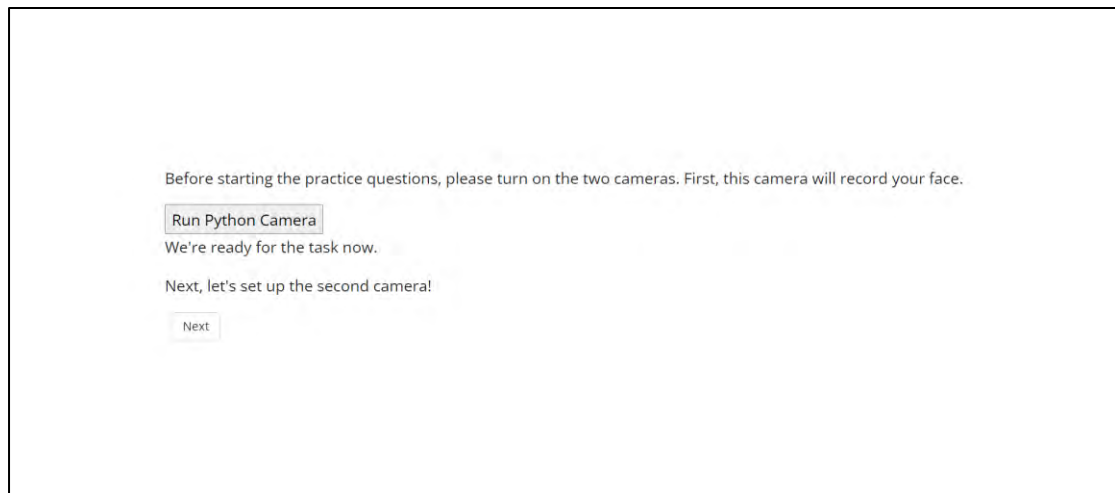 Before starting the practice questions, please turn on the two cameras. First, this camera will record your face.
Run Python Camera
We're ready for the task now.
Next, let's set up the second camera!
Next